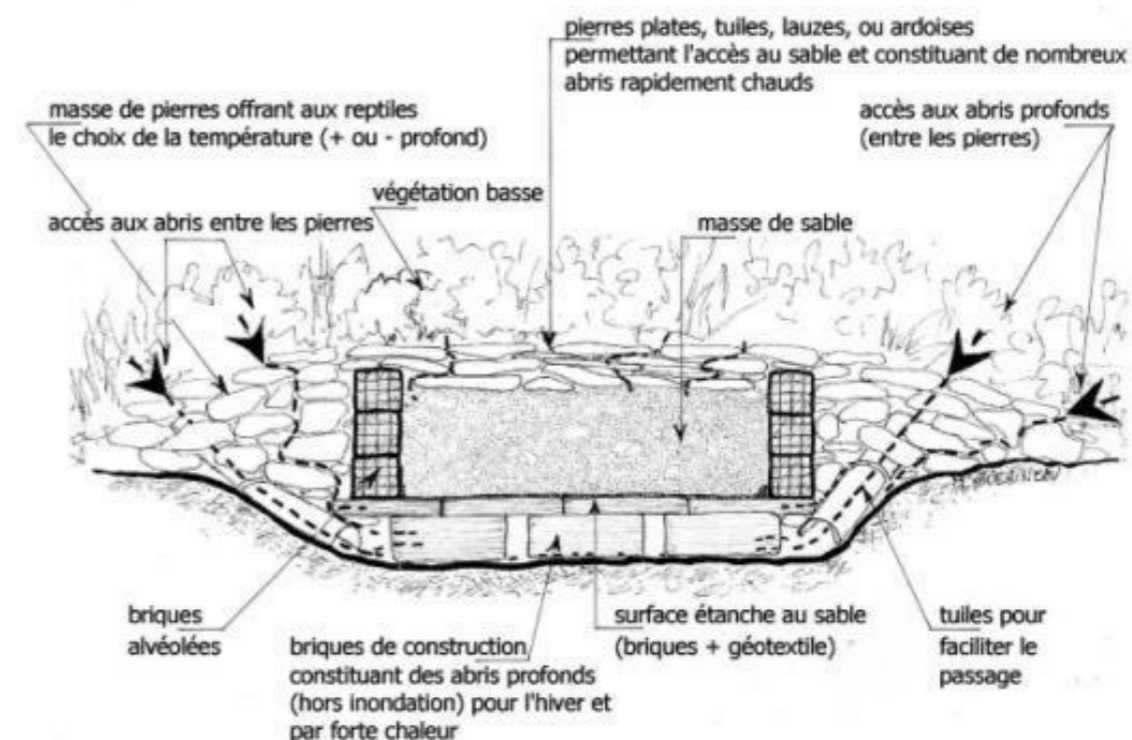 pierres plates, tuiles, lauzes, ou ardoises
permettant l'accès au sable et constituant de nombreux
abris rapidement chauds
masse de pierres offrant aux reptiles
le choix de la température (+ ou - profond)
accès aux abris profonds
(entre les pierres)
végétation basse
accès aux abris entre les pierres
masse de sable
briques
alvéolées
briques de construction
constituant des abris profonds
(hors inondation) pour l'hiver et
par forte chaleur
surface étanche au sable
(briques + géotextile)
tuiles pour
faciliter le
passage